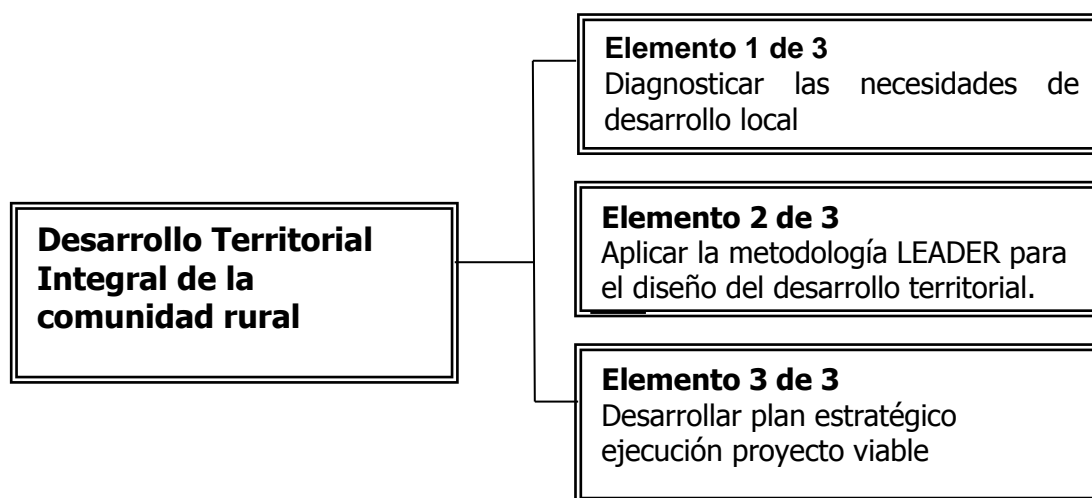 Desarrollo Territorial
Integral de la
comunidad rural
Elemento 1 de 3
Diagnosticar las necesidades de
desarrollo local
Elemento 2 de 3
Aplicar la metodología LEADER para
el diseño del desarrollo territorial.
Elemento 3 de 3
Desarrollar plan estratégico
ejecución proyecto viable